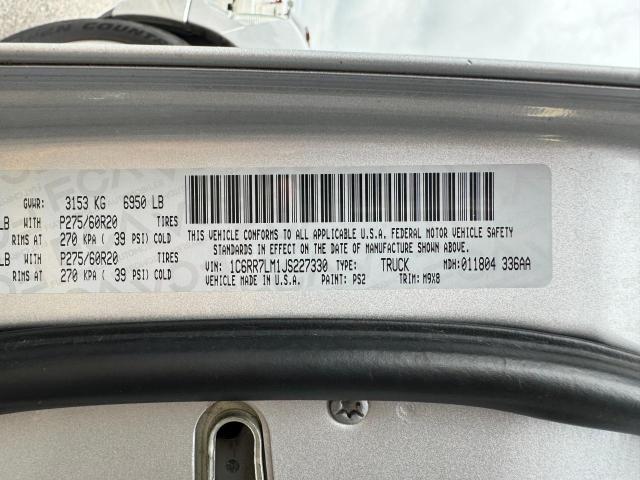 EN COUNT
GVWR: 3153 KG 6950 LB
LB WITH P275/60R20 TIRES
RIMS AT 270 KPA ( 39 PSI) COLD
LB WITH P275/60R20 TIRES
RIMS AT 270 KPA ( 39 PSI) COLD
THIS VEHICLE CONFORMS TO ALL APPLICABLE U.S.A. FEDERAL MOTOR VEHICLE SAFETY
STANDARDS IN EFFECT ON THE DATE OF MANUFACTURE SHOWN ABOVE.
VIN: 1C6RR7LM1JS227330 TYPE: TRUCK MDH:011804 336AA
VEHICLE MADE IN U.S.A. PAINT: PS2 TRIM: M9X8